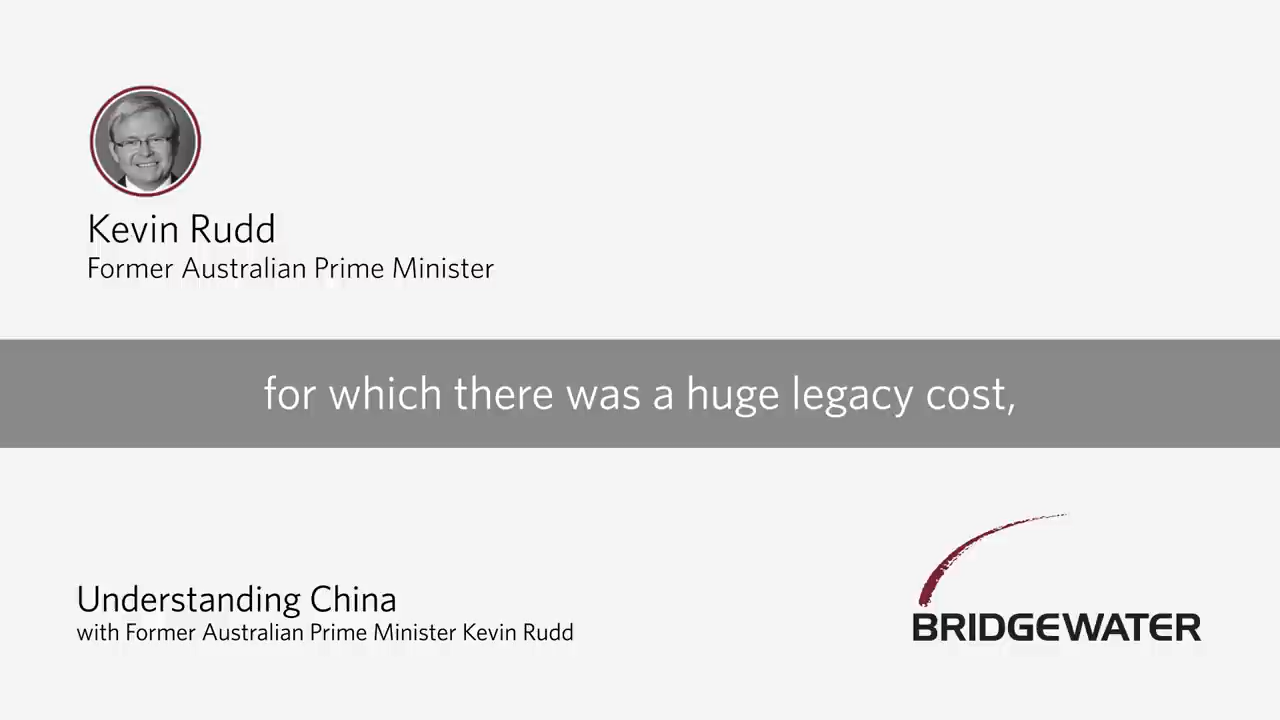 Kevin Rudd
Former Australian Prime Minister
for which there was a huge legacy cost,
Understanding China
with Former Australian Prime Minister Kevin Rudd
BRIDGEWATER